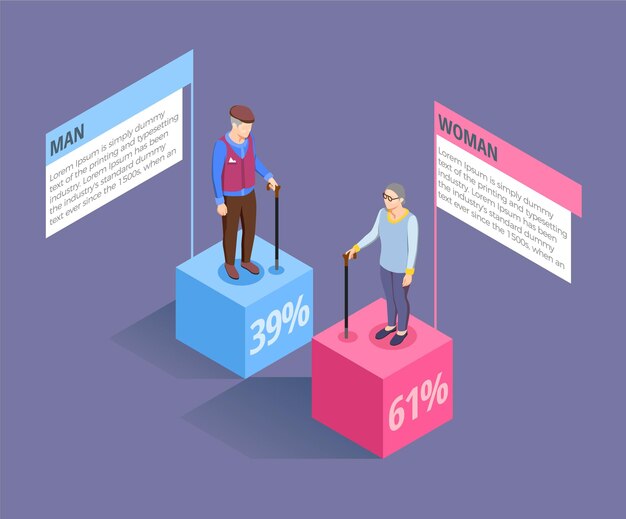 MAN
Lorem Ipsum is simply dummy
text of the printing and typesetting
industry. Lorem Ipsum has been
the industry's standard dummy
text ever since the 1500s, when an
39%
WOMAN
Lorem Ipsum is simply dummy
text of the printing and typesetting
industry. Lorem Ipsum has been
the industry's standard dummy
text ever since the 1500s, when an
61%